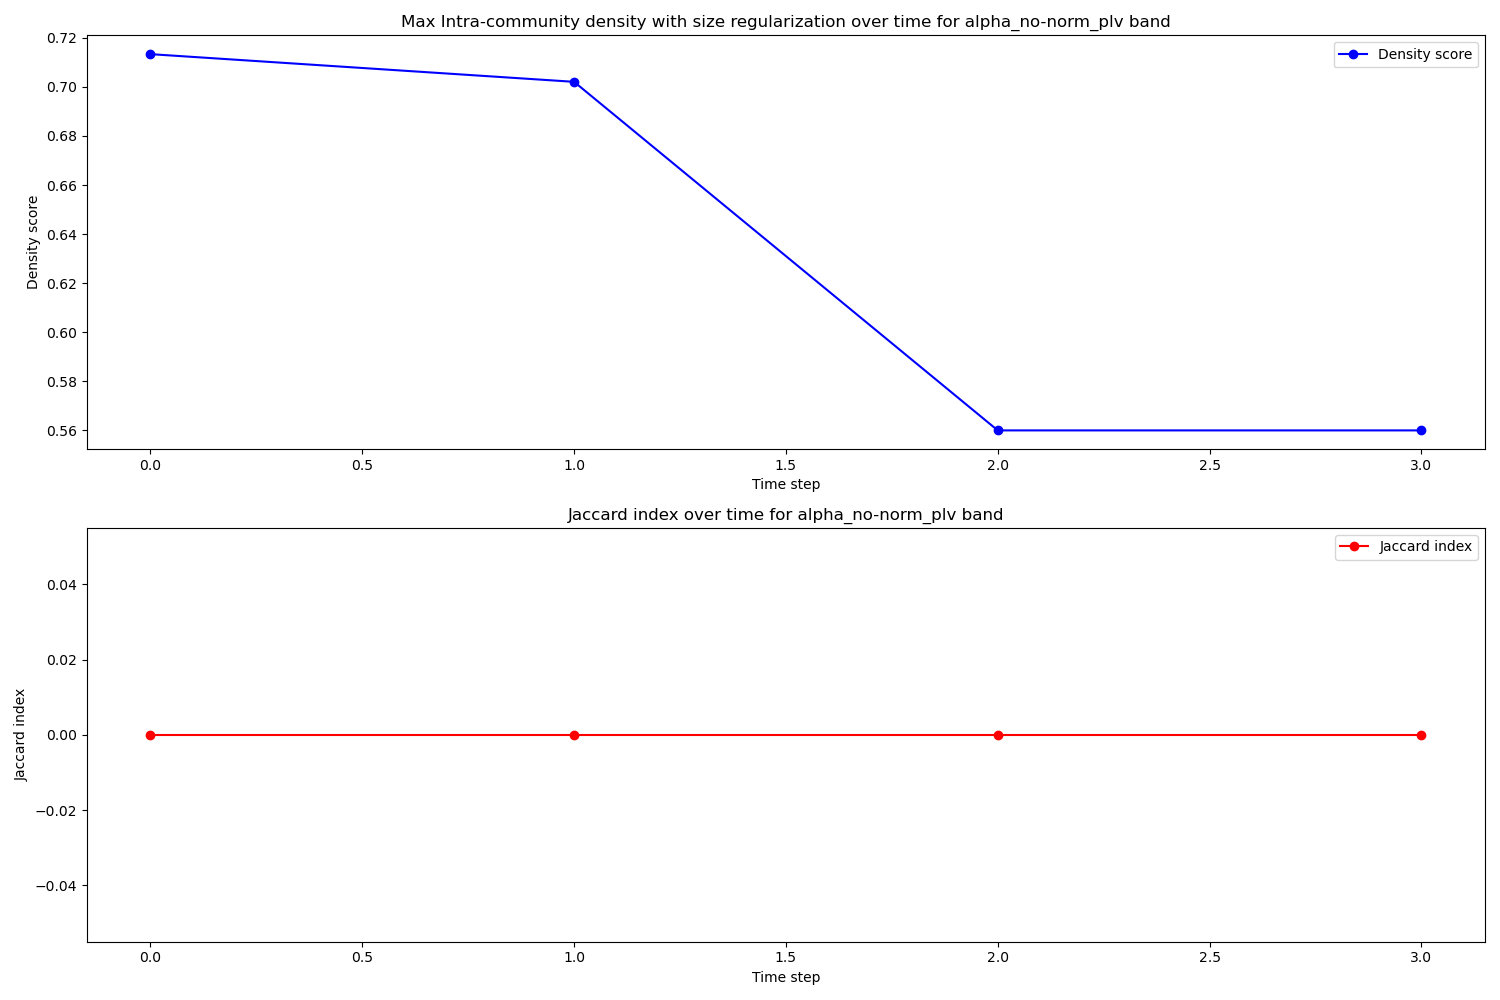 Max Intra-community density with size regularization over time for alpha_no-norm_plv band
Density score
0.72
0.70
0.68
0.66
0.64
0.62
0.60
0.58
0.56
Density score
0.0 0.5 1.0 1.5 2.0 2.5 3.0
Time step
Jaccard index over time for alpha_no-norm_plv band
Jaccard index
0.04
0.02
0.00
−0.02
−0.04
Jaccard index
0.0 0.5 1.0 1.5 2.0 2.5 3.0
Time step